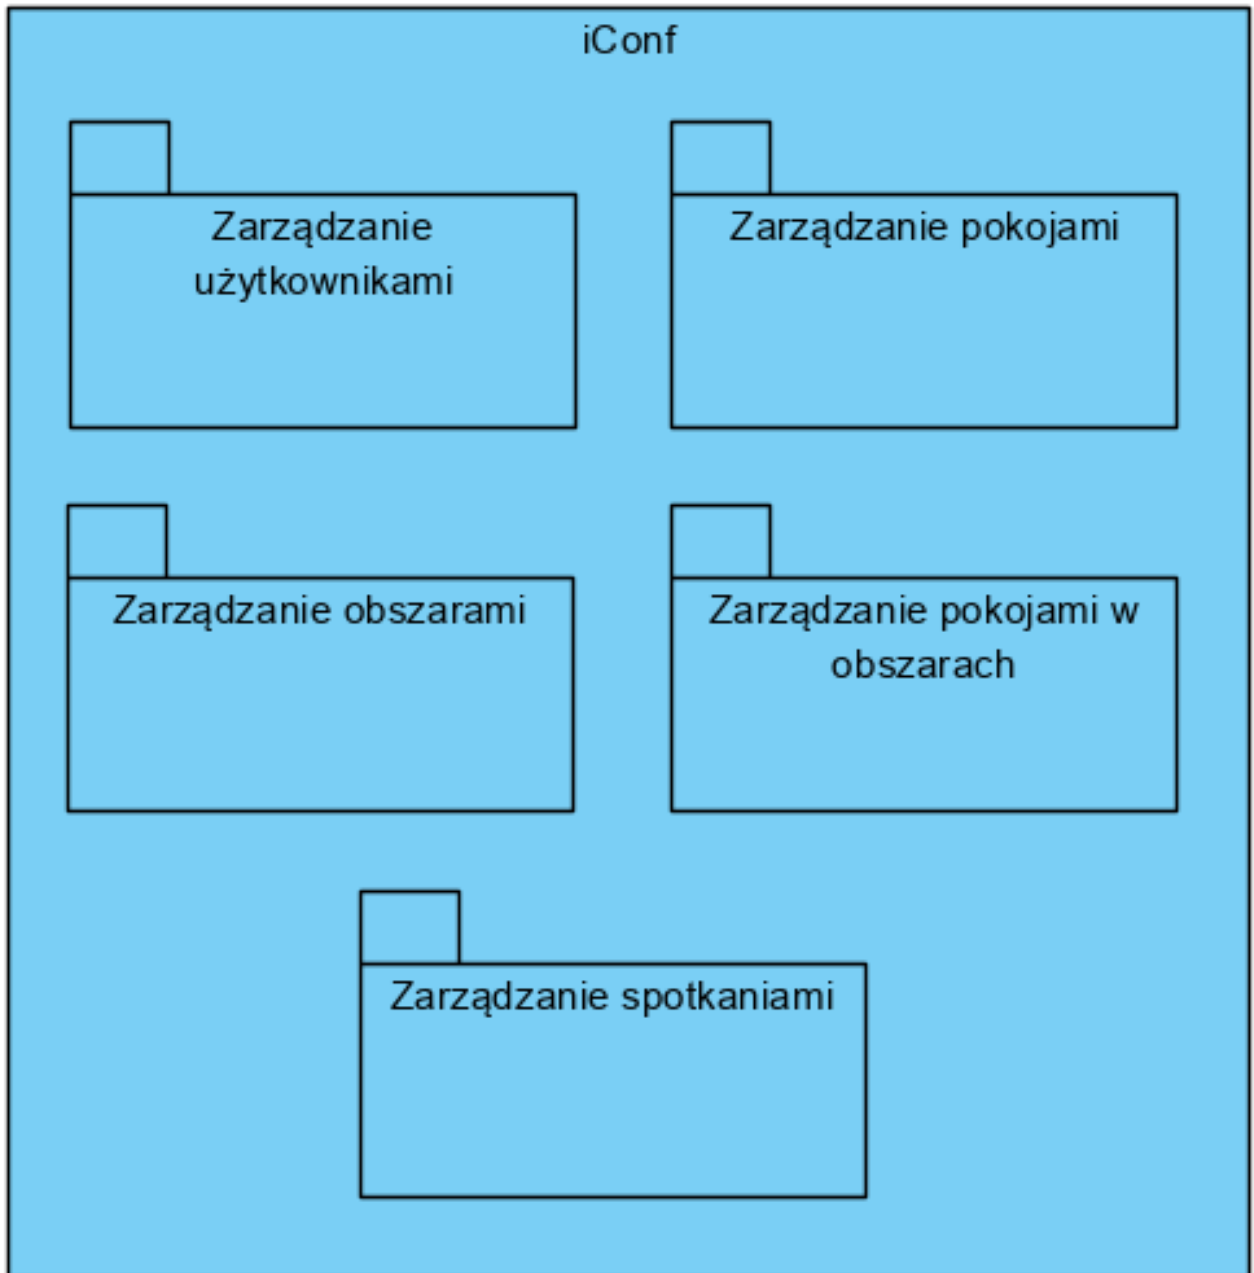 iConf
Zarządzanie
użytkownikami
Zarządzanie pokojami
Zarządzanie obszarami
Zarządzanie pokojami w
obszarach
Zarządzanie spotkaniami